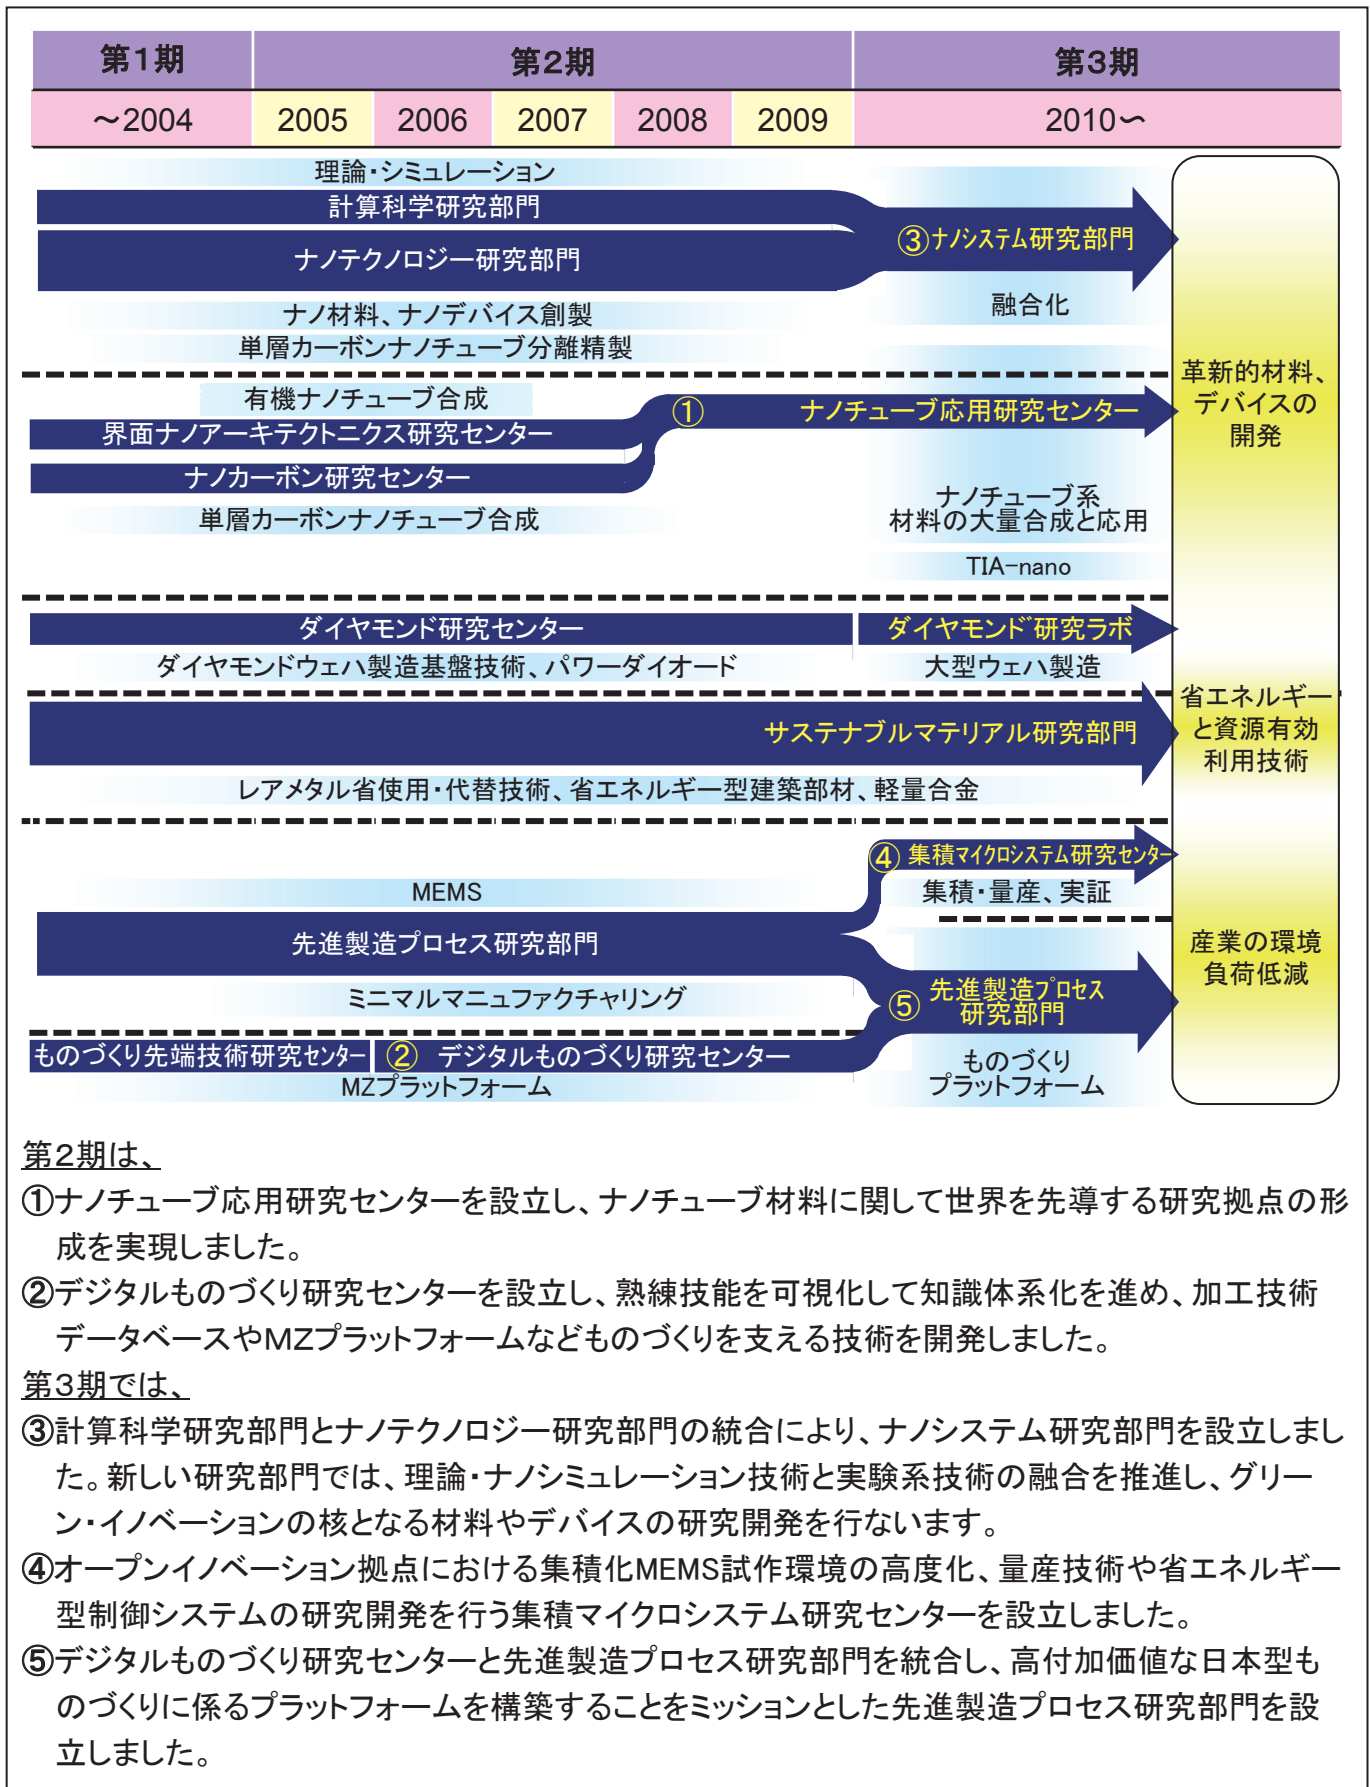 第1期 第2期 第3期
～2004 2005 2006 2007 2008 2009 2010～
理論・シミュレーション
計算科学研究部門
ナノテクノロジー研究部門
③ナノシステム研究部門
ナノ材料、ナノデバイス創製
融合化
単層カーボンナノチューブ分離精製
有機ナノチューブ合成
① ナノチューブ応用研究センター
界面ナノアーキテクトニクス研究センター
ナノカーボン研究センター
単層カーボンナノチューブ合成
ナノチューブ系
材料の大量合成と応用
TIA-nano
革新的材料、
デバイスの
開発
ダイヤモンド研究センター
ダイヤモンド研究ラボ
ダイヤモンドウェハ製造基盤技術、パワーダイオード
大型ウェハ製造
サステナブルマテリアル研究部門
レアメタル省使用・代替技術、省エネルギー型建築部材、軽量合金
省エネルギー
と資源有効
利用技術
④ 集積マイクロシステム研究センター
集積・量産、実証
MEMS
先進製造プロセス研究部門
ミニマルマニュファクチャリング
⑤ 先進製造プロセス
研究部門
ものづくり先端技術研究センター
② デジタルものづくり研究センター
MZプラットフォーム
ものづくり
プラットフォーム
産業の環境
負荷低減
第2期は、
①ナノチューブ応用研究センターを設立し、ナノチューブ材料に関して世界を先導する研究拠点の形
成を実現しました。
②デジタルものづくり研究センターを設立し、熟練技能を可視化して知識体系化を進め、加工技術
データベースやMZプラットフォームなどものづくりを支える技術を開発しました。
第3期では、
③計算科学研究部門とナノテクノロジー研究部門の統合により、ナノシステム研究部門を設立しまし
た。新しい研究部門では、理論・ナノシミュレーション技術と実験系技術の融合を推進し、グリー
ン・イノベーションの核となる材料やデバイスの研究開発を行ないます。
④オープンイノベーション拠点における集積化MEMS試作環境の高度化、量産技術や省エネルギー
型制御システムの研究開発を行う集積マイクロシステム研究センターを設立しました。
⑤デジタルものづくり研究センターと先進製造プロセス研究部門を統合し、高付加価値な日本型も
のづくりに係るプラットフォームを構築することをミッションとした先進製造プロセス研究部門を設
立しました。